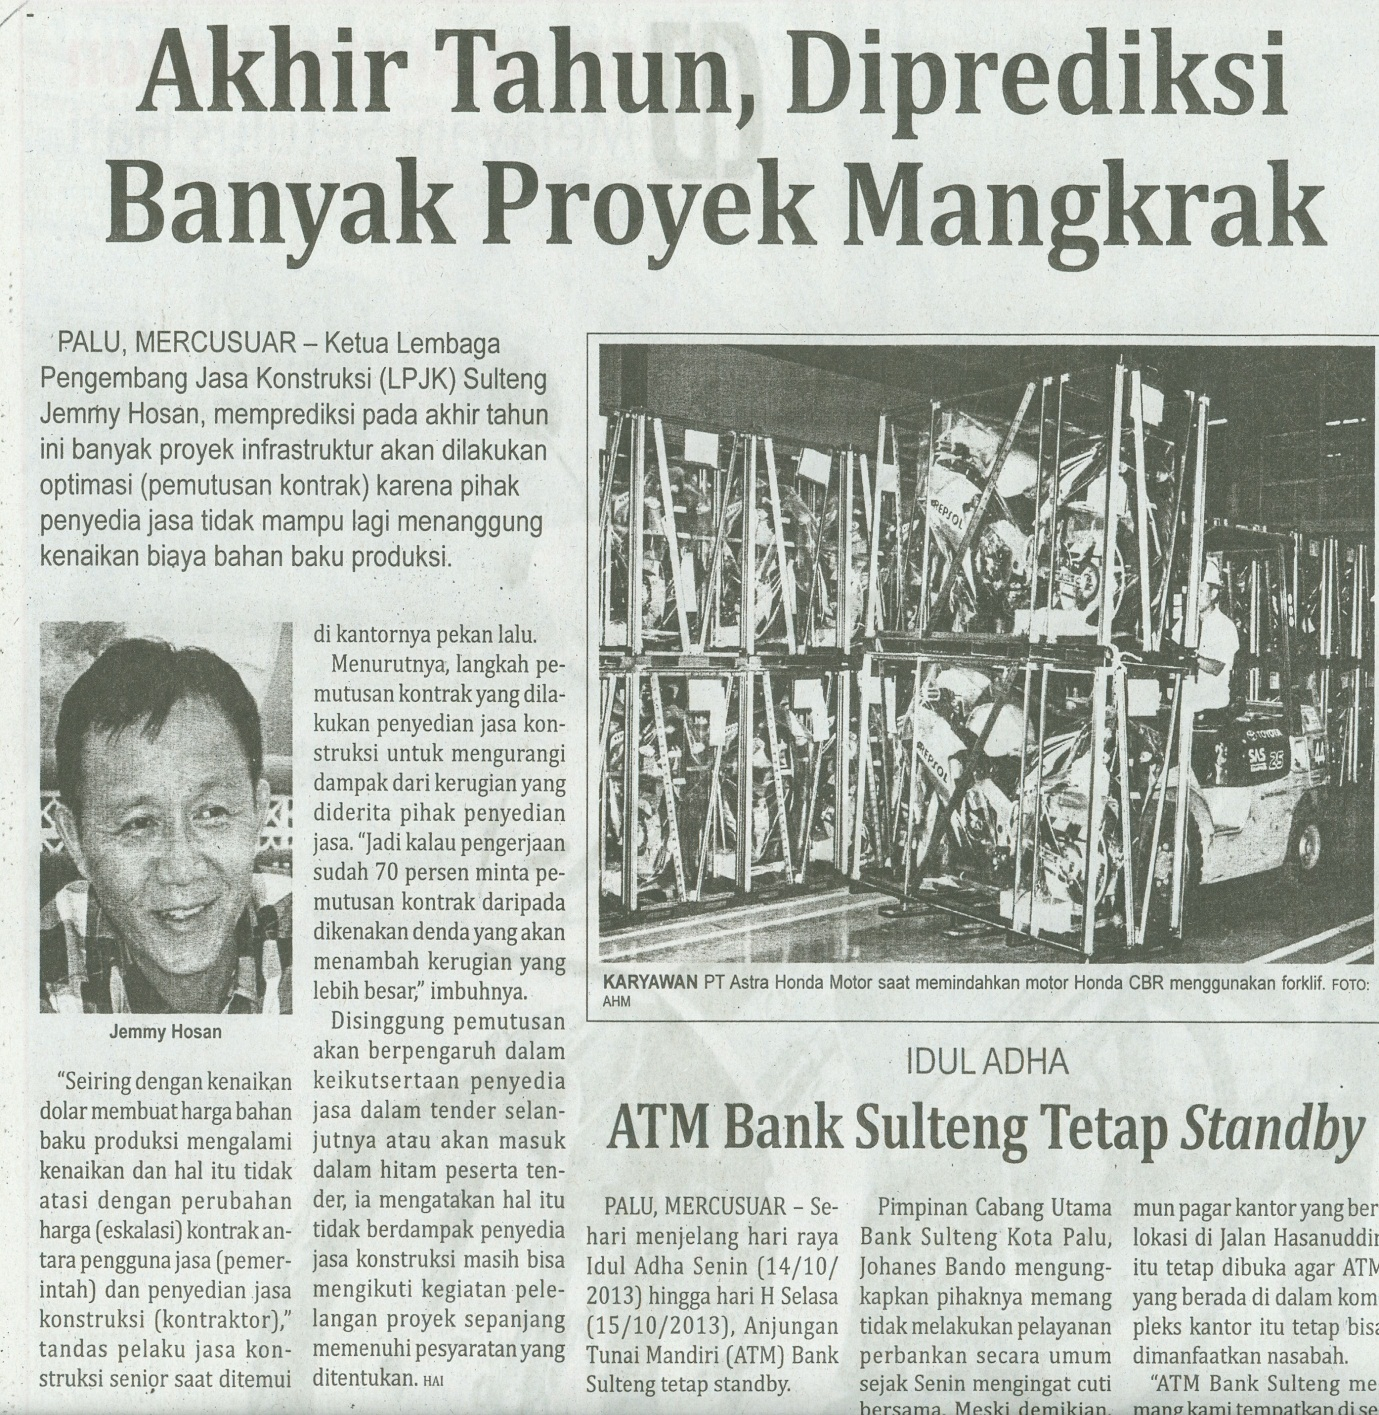 Akhir Tahun, Diprediksi
Banyak Proyek Mangkrak
PALU, MERCUSUAR – Ketua Lembaga
Pengembang Jasa Konstruksi (LPJK) Sulteng
Jemmy Hosan, memprediksi pada akhir tahun
ini banyak proyek infrastruktur akan dilakukan
optimasi (pemutusan kontrak) karena pihak
penyedia jasa tidak mampu lagi menanggung
kenaikan biaya bahan baku produksi.
Jemmy Hosan
“Seiring dengan kenaikan
dolar membuat harga bahan
baku produksi mengalami
kenaikan dan hal itu tidak
atasi dengan perubahan
harga (eskalasi) kontrak an-
tara pengguna jasa (pemer-
intah) dan penyedian jasa
konstruksi (kontraktor),”
tandas pelaku jasa kon-
struksi senior saat ditemui
di kantornya pekan lalu.
Menurutnya, langkah pe-
mutusan kontrak yang dila-
kukan penyedian jasa kon-
struksi untuk mengurangi
dampak dari kerugian yang
diderita pihak penyedian
jasa. “Jadi kalau pengerjaan
sudah 70 persen minta pe-
mutusan kontrak daripada
dikenakan denda yang akan
menambah kerugian yang
lebih besar,” imbuhnya.
Disinggung pemutusan
akan berpengaruh dalam
keikutsertaan penyedia
jasa dalam tender selan-
jutnya atau akan masuk
dalam hitam peserta ten-
der, ia mengatakan hal itu
tidak berdampak penyedia
jasa konstruksi masih bisa
mengikuti kegiatan pele-
langan proyek sepanjang
memenuhi pesyaratan yang
ditentukan. HAI
REPSOL
REPSOL
TOYOTA
SAS
25
44
KARYAWAN PT Astra Honda Motor saat memindahkan motor Honda CBR menggunakan forklif. FOTO:
AHM
IDUL ADHA
ATM Bank Sulteng Tetap Standby
PALU, MERCUSUAR – Se-
hari menjelang hari raya
Idul Adha Senin (14/10/
2013) hingga hari H Selasa
(15/10/2013), Anjungan
Tunai Mandiri (ATM) Bank
Sulteng tetap standby.
Pimpinan Cabang Utama
Bank Sulteng Kota Palu,
Johanes Bando mengung-
kapkan pihaknya memang
tidak melakukan pelayanan
perbankan secara umum
sejak Senin mengingat cuti
bersama. Meski demikian,
mun pagar kantor yang ber
lokasi di Jalan Hasanuddin
itu tetap dibuka agar ATM
yang berada di dalam kom
pleks kantor itu tetap bisa
dimanfaatkan nasabah.
“ATM Bank Sulteng me
mang kami tempatkan di se